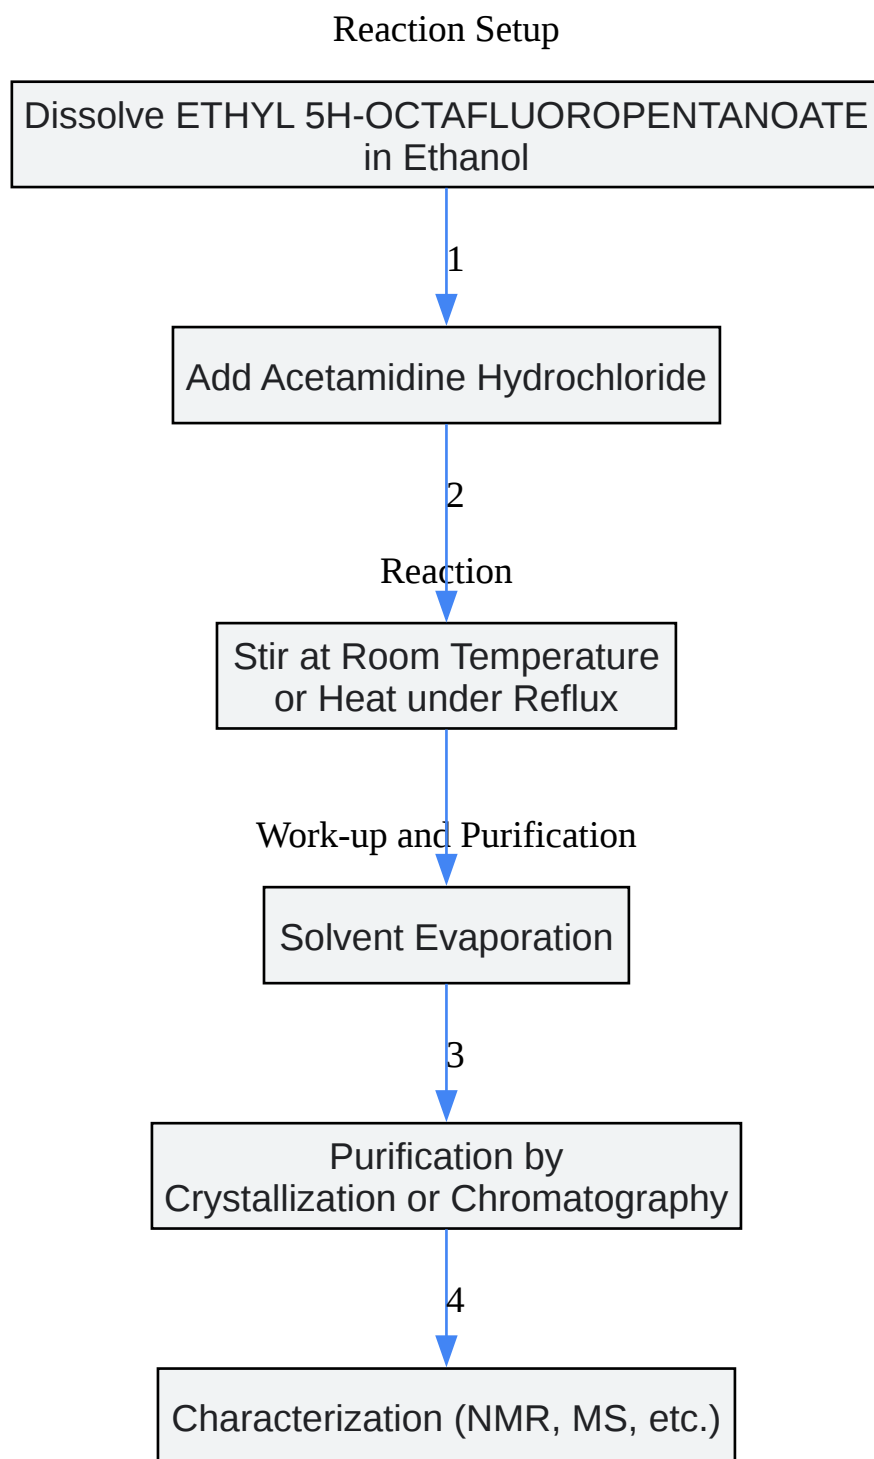 Reaction Setup
Dissolve ETHYL 5H-OCTAFLUOROPENTANOATE
in Ethanol
1
Add Acetamidine Hydrochloride
2
Reaction
Stir at Room Temperature
or Heat under Reflux
Work-up and Purification
Solvent Evaporation
3
Purification by
Crystallization or Chromatography
4
Characterization (NMR, MS, etc.)